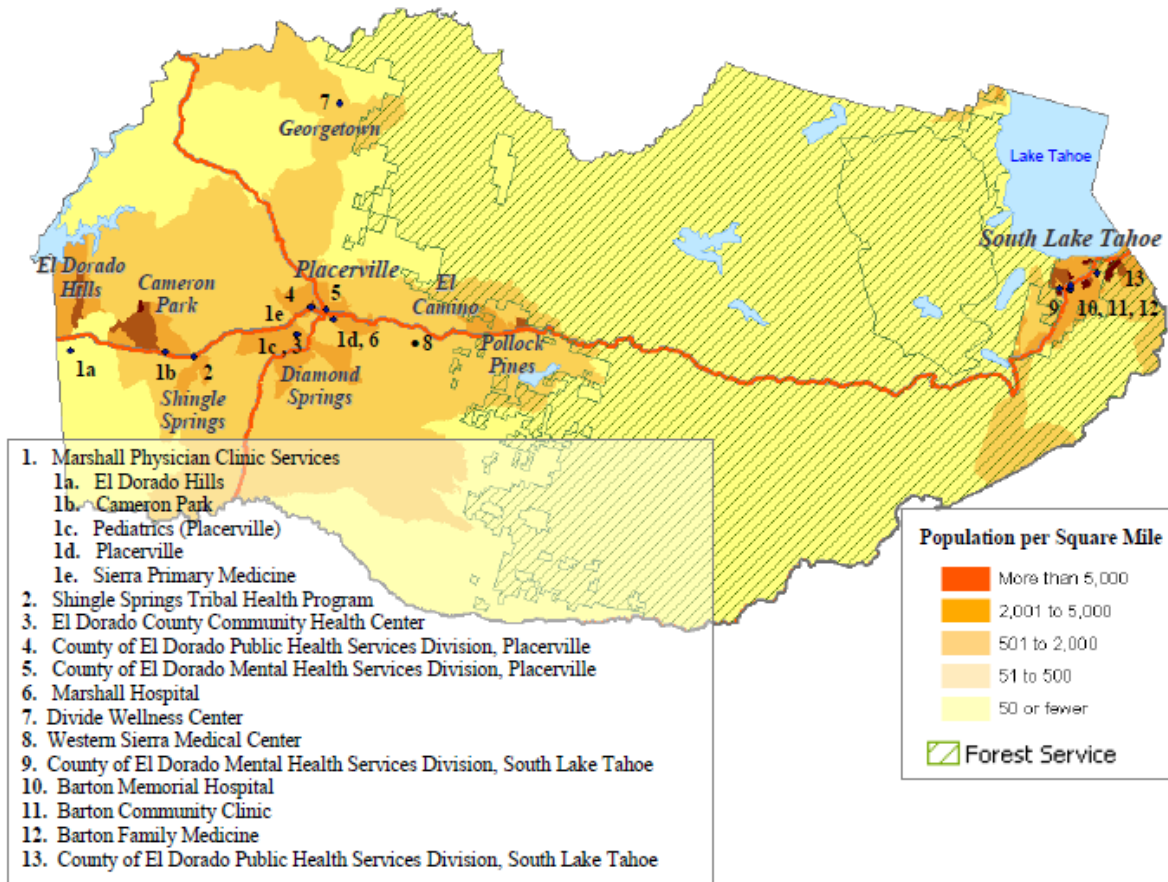 7
Georgetown
Lake Tahoe
South Lake Tahoe
El Dorado
Hills
Cameron
Park
Placerville
El
Camino
4
5
1e
13
9
10, 11, 12
1c , 3
1d, 6
8
Pollock
Pines
1a
1b
2
Diamond
Springs
Shingle
Springs
1. Marshall Physician Clinic Services
1a. El Dorado Hills
1b. Cameron Park
1c. Pediatrics (Placerville)
1d. Placerville
1e. Sierra Primary Medicine
2. Shingle Springs Tribal Health Program
3. El Dorado County Community Health Center
4. County of El Dorado Public Health Services Division, Placerville
5. County of El Dorado Mental Health Services Division, Placerville
6. Marshall Hospital
7. Divide Wellness Center
8. Western Sierra Medical Center
9. County of El Dorado Mental Health Services Division, South Lake Tahoe
10. Barton Memorial Hospital
11. Barton Community Clinic
12. Barton Family Medicine
13. County of El Dorado Public Health Services Division, South Lake Tahoe
Population per Square Mile
More than 5,000
2,001 to 5,000
501 to 2,000
51 to 500
50 or fewer
Forest Service